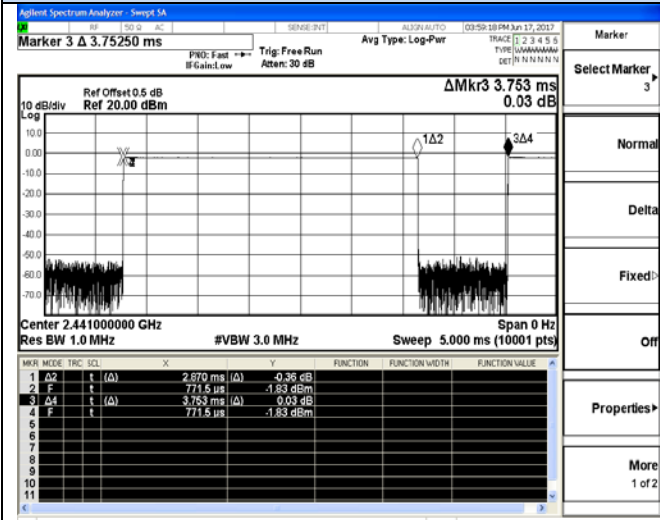 Agilent Spectrum Analyzer - Swept SA
RF 50 Ω AC SENSE:INT ALIGN AUTO 03:59:18 PM Jun 17, 2017
Marker 3 Δ 3.75250 ms
PNO: Fast
IFGain:Low
Trig: Free Run
Atten: 30 dB
Avg Type: Log-Pwr
TRACE 1 2 3 4 5 6
TYPE
DET N N N N N N
Ref Offset 0.5 dB
10 dB/div Ref 20.00 dBm
ΔMkr3 3.753 ms
0.03 dB
Log
10.0
0.00
-10.0
-20.0
-30.0
-40.0
-50.0
-60.0
-70.0
1Δ2
3Δ4
Center 2.441000000 GHz Span 0 Hz
Res BW 1.0 MHz #VBW 3.0 MHz Sweep 5.000 ms (10001 pts)
MKR MODE TRC SCL X Y FUNCTION FUNCTION WIDTH FUNCTION VALUE
1 Δ2 t (Δ) 2.870 ms (Δ) -0.36 dB
2 F t 771.5 µs -1.83 dBm
3 Δ4 t (Δ) 3.753 ms (Δ) 0.03 dB
4 F t 771.5 µs -1.83 dBm
5
6
7
8
9
10
11
Marker
Select Marker
3
Normal
Delta
Fixed
Off
Properties
More
1 of 2